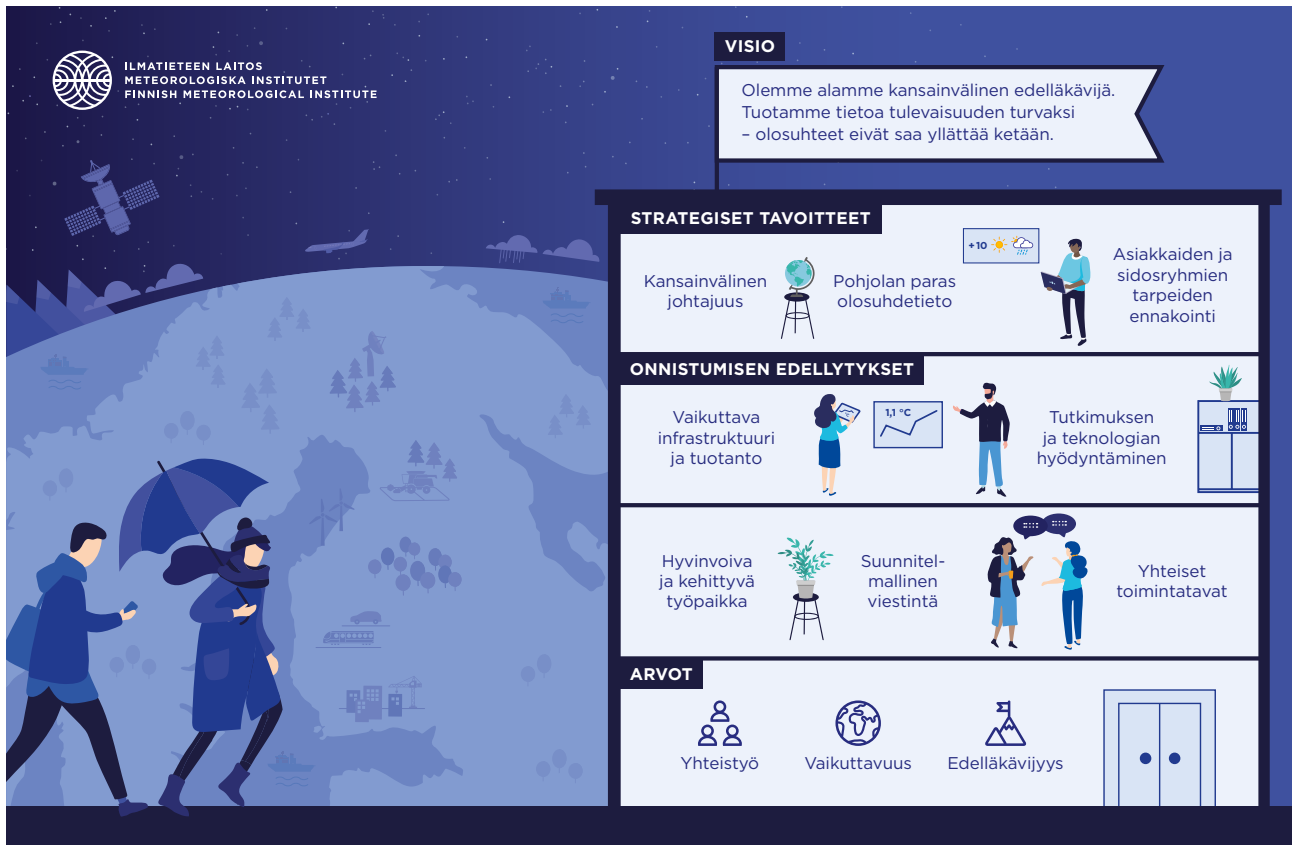 ILMATIETEEN LAITOS
METEOROLOGISKA INSTITUTET
FINNISH METEOROLOGICAL INSTITUTE
VISIO
Olemme alamme kansainvälinen edelläkävijä.
Tuotamme tietoa tulevaisuuden turvaksi
– olosuhteet eivät saa yllättää ketään.
STRATEGISET TAVOITTEET
Kansainvälinen
johtajuus
Pohjolan paras
olosuhdetieto
+10
Asiakkaiden ja
sidosryhmien
tarpeiden
ennakointi
ONNISTUMISEN EDELLYTYKSET
Vaikuttava
infrastruktuuri
ja tuotanto
1,1 °C
Tutkimuksen
ja teknologian
hyödyntäminen
Hyvinvoiva
ja kehittyvä
työpaikka
Suunnitel-
mallinen
viestintä
Yhteiset
toimintatavat
ARVOT
Yhteistyö
Vaikuttavuus
Edelläkävijyys